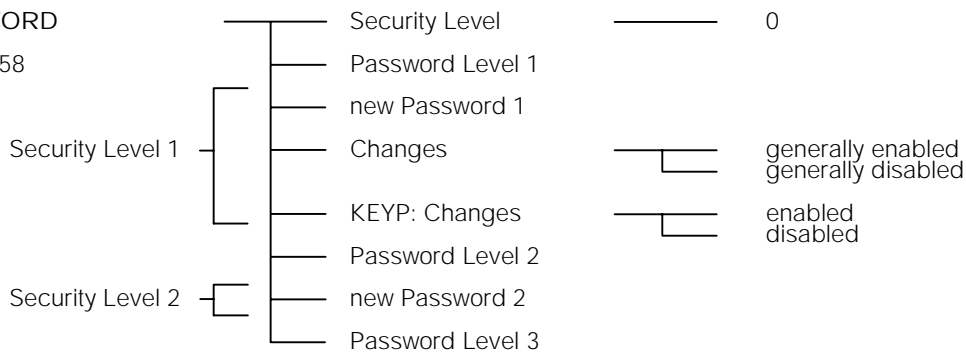 ORD Security Level 0
58 Password Level 1
new Password 1
Security Level 1 Changes generally enabled
generally disabled
KEYP: Changes enabled
disabled
Password Level 2
Security Level 2 new Password 2
Password Level 3